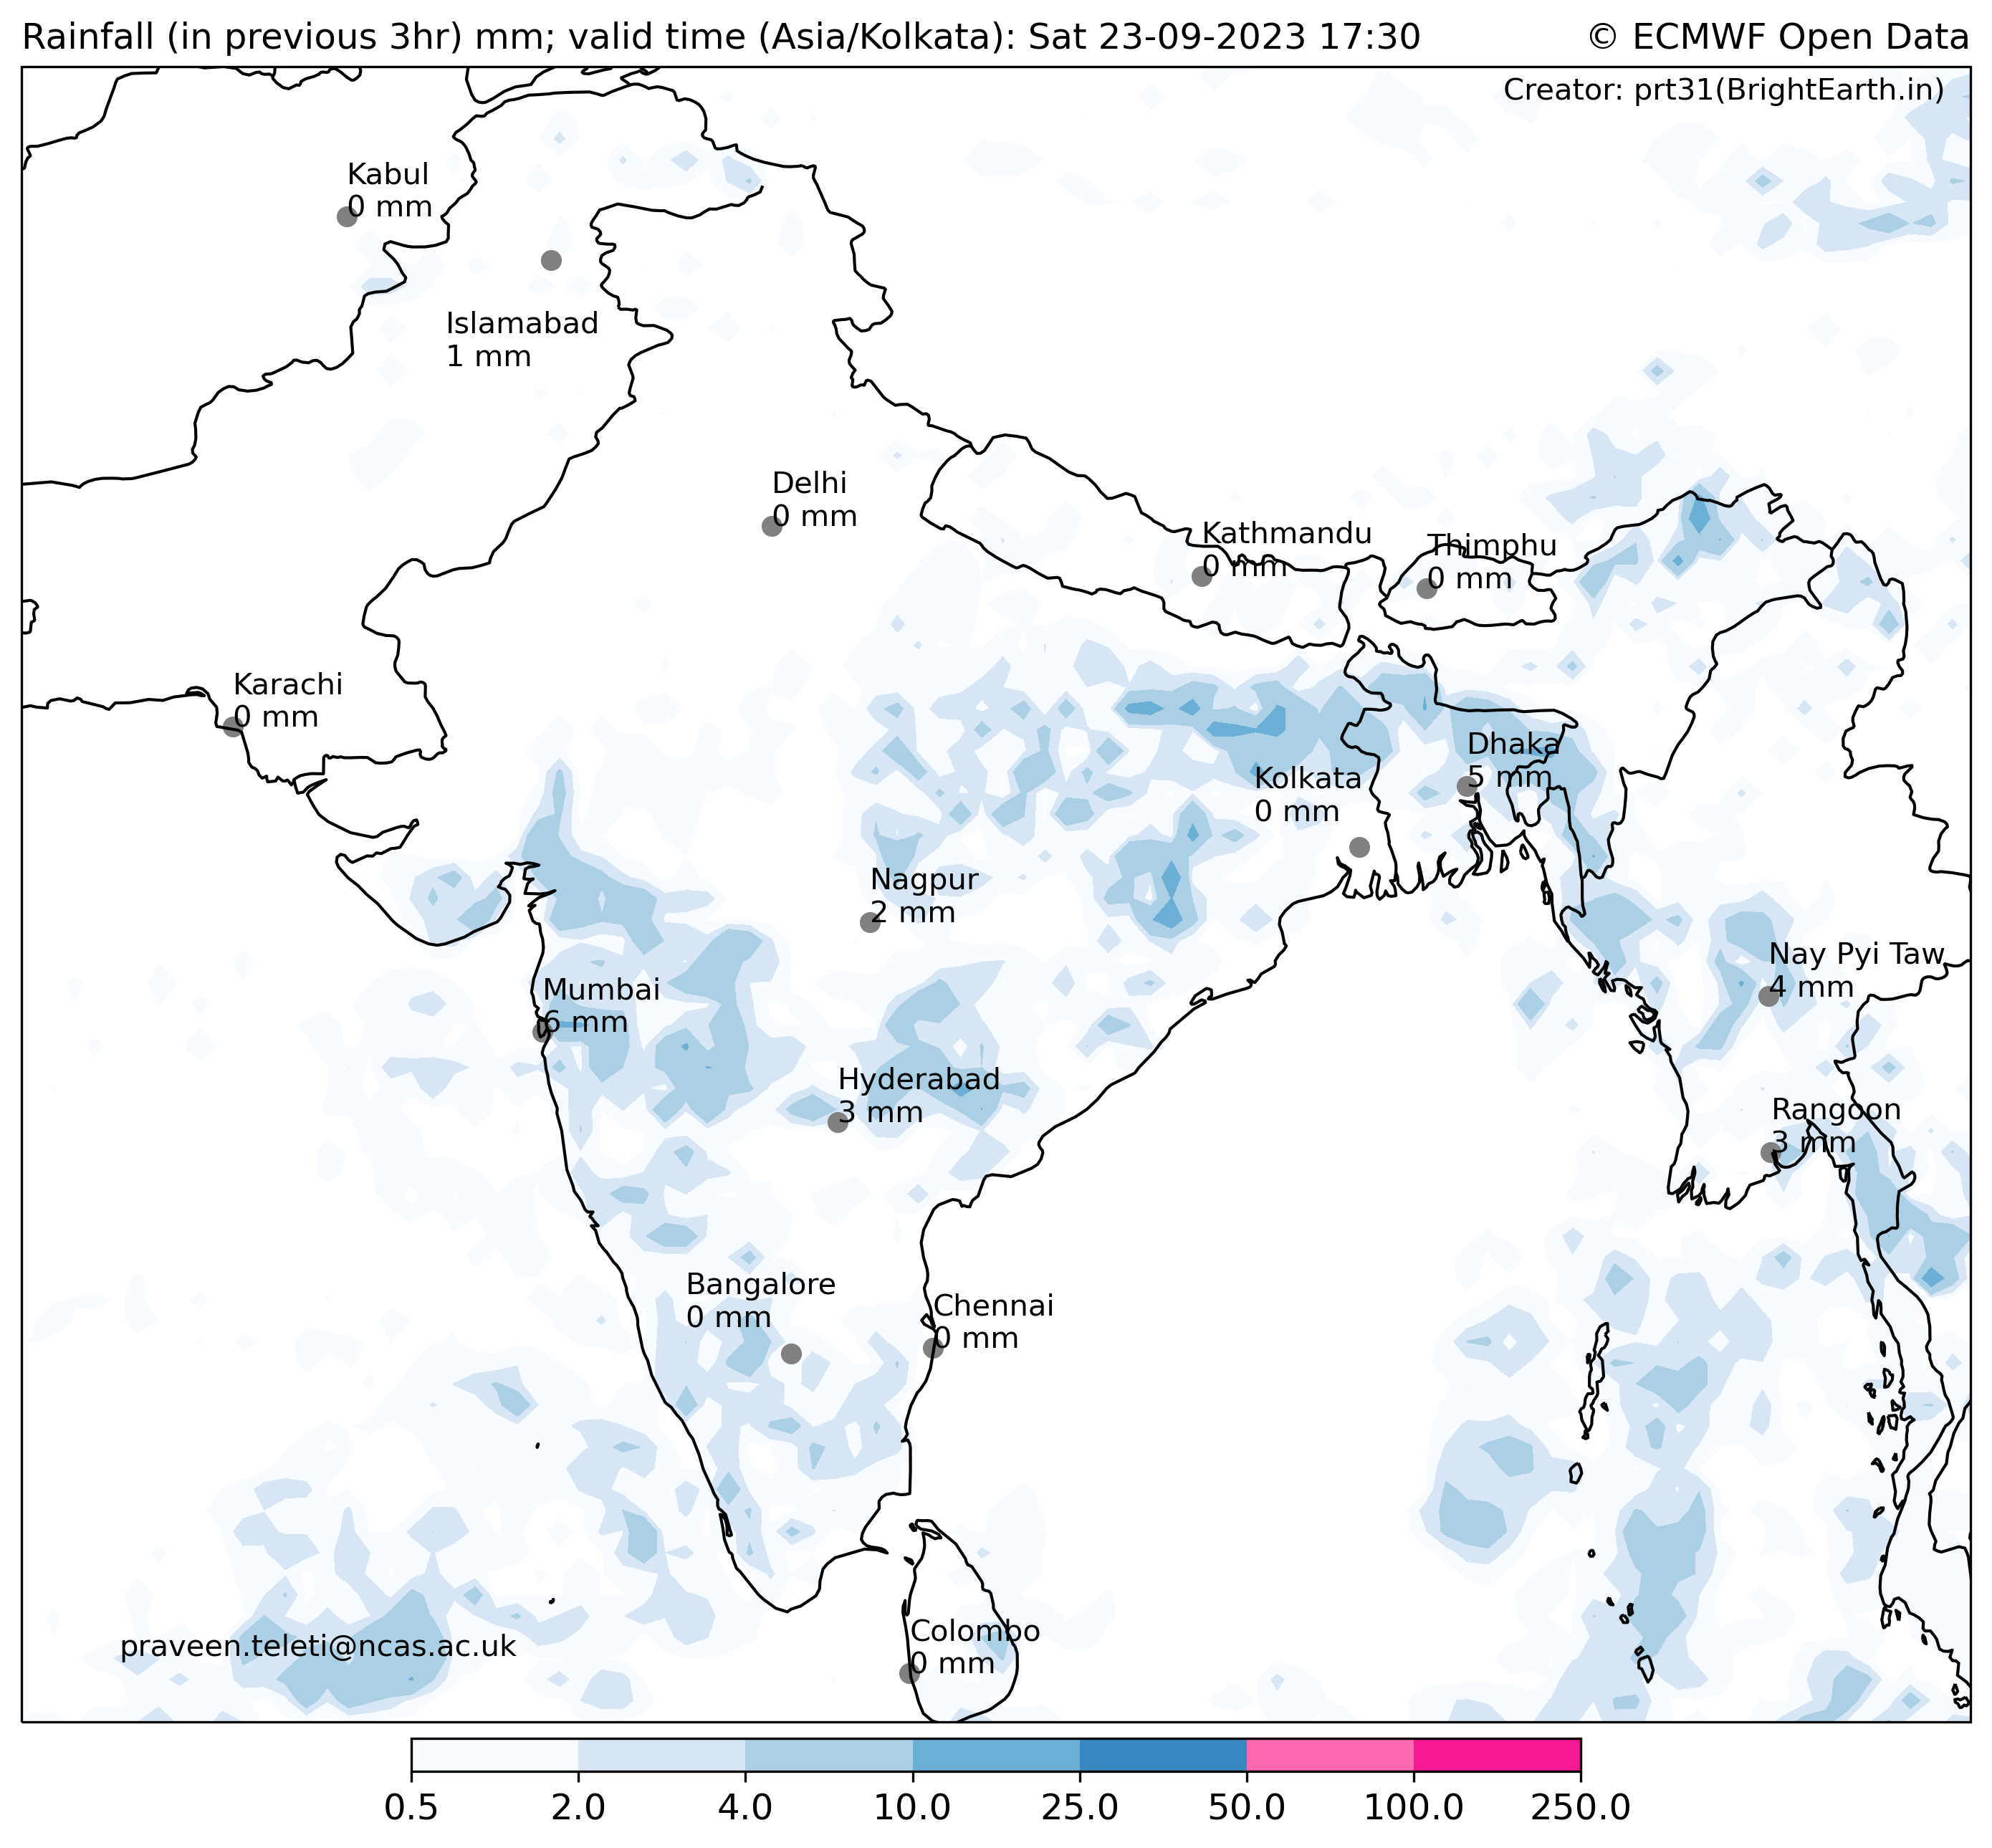 Rainfall (in previous 3hr) mm; valid time (Asia/Kolkata): Sat 23-09-2023 17:30
© ECMWF Open Data
Creator: prt31(BrightEarth.in)
Kabul
0 mm
Islamabad
1 mm
Delhi
0 mm
Kathmandu
0 mm
Thimphu
0 mm
Karachi
0 mm
Dhaka
5 mm
Kolkata
0 mm
Nagpur
2 mm
Nay Pyi Taw
4 mm
Mumbai
6 mm
Hyderabad
3 mm
Rangoon
3 mm
Bangalore
0 mm
Chennai
0 mm
Colombo
0 mm
praveen.teleti@ncas.ac.uk
0.5 2.0 4.0 10.0 25.0 50.0 100.0 250.0